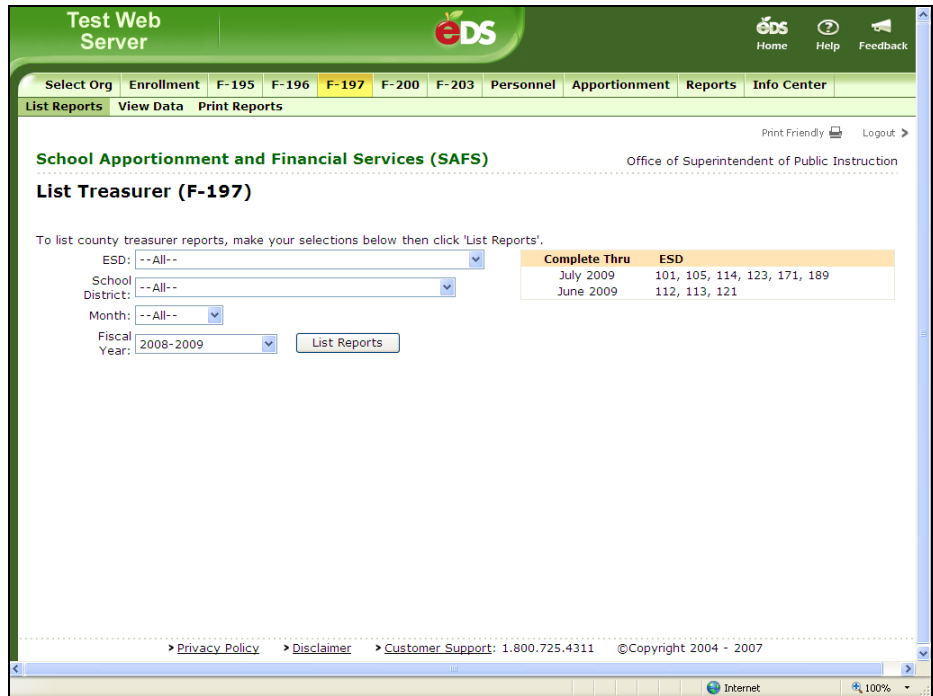 Test Web
Server
eDS
eDS
Home Help Feedback
Select Org Enrollment F-195 F-196 F-197 F-200 F-203 Personnel Apportionment Reports Info Center
List Reports View Data Print Reports
Print Friendly Logout >
School Apportionment and Financial Services (SAFS) Office of Superintendent of Public Instruction
List Treasurer (F-197)
To list county treasurer reports, make your selections below then click 'List Reports'.
ESD: --All--
School
District: --All--
Month: --All--
Fiscal
Year: 2008-2009 List Reports
Complete Thru ESD
July 2009 101, 105, 114, 123, 171, 189
June 2009 112, 113, 121
> Privacy Policy > Disclaimer > Customer Support: 1.800.725.4311 ©Copyright 2004 - 2007
Internet 100%